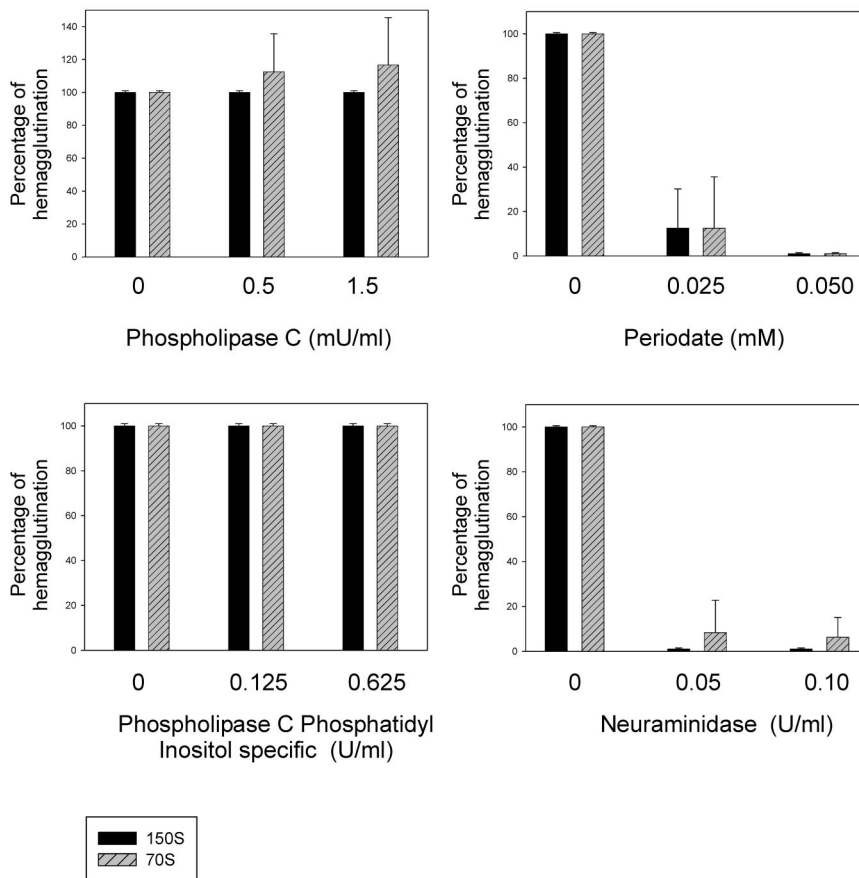 Percentage of
hemagglutination
140
120
100
80
60
40
20
0
0 0.5 1.5
Phospholipase C (mU/ml)
Percentage of
hemagglutination
100
80
60
40
20
0
0 0.025 0.050
Periodate (mM)
Percentage of
hemagglutination
100
80
60
40
20
0
0 0.125 0.625
Phospholipase C Phosphatidyl
Inositol specific (U/ml)
Percentage of
hemagglutination
100
80
60
40
20
0
0 0.05 0.10
Neuraminidase (U/ml)
150S
70S